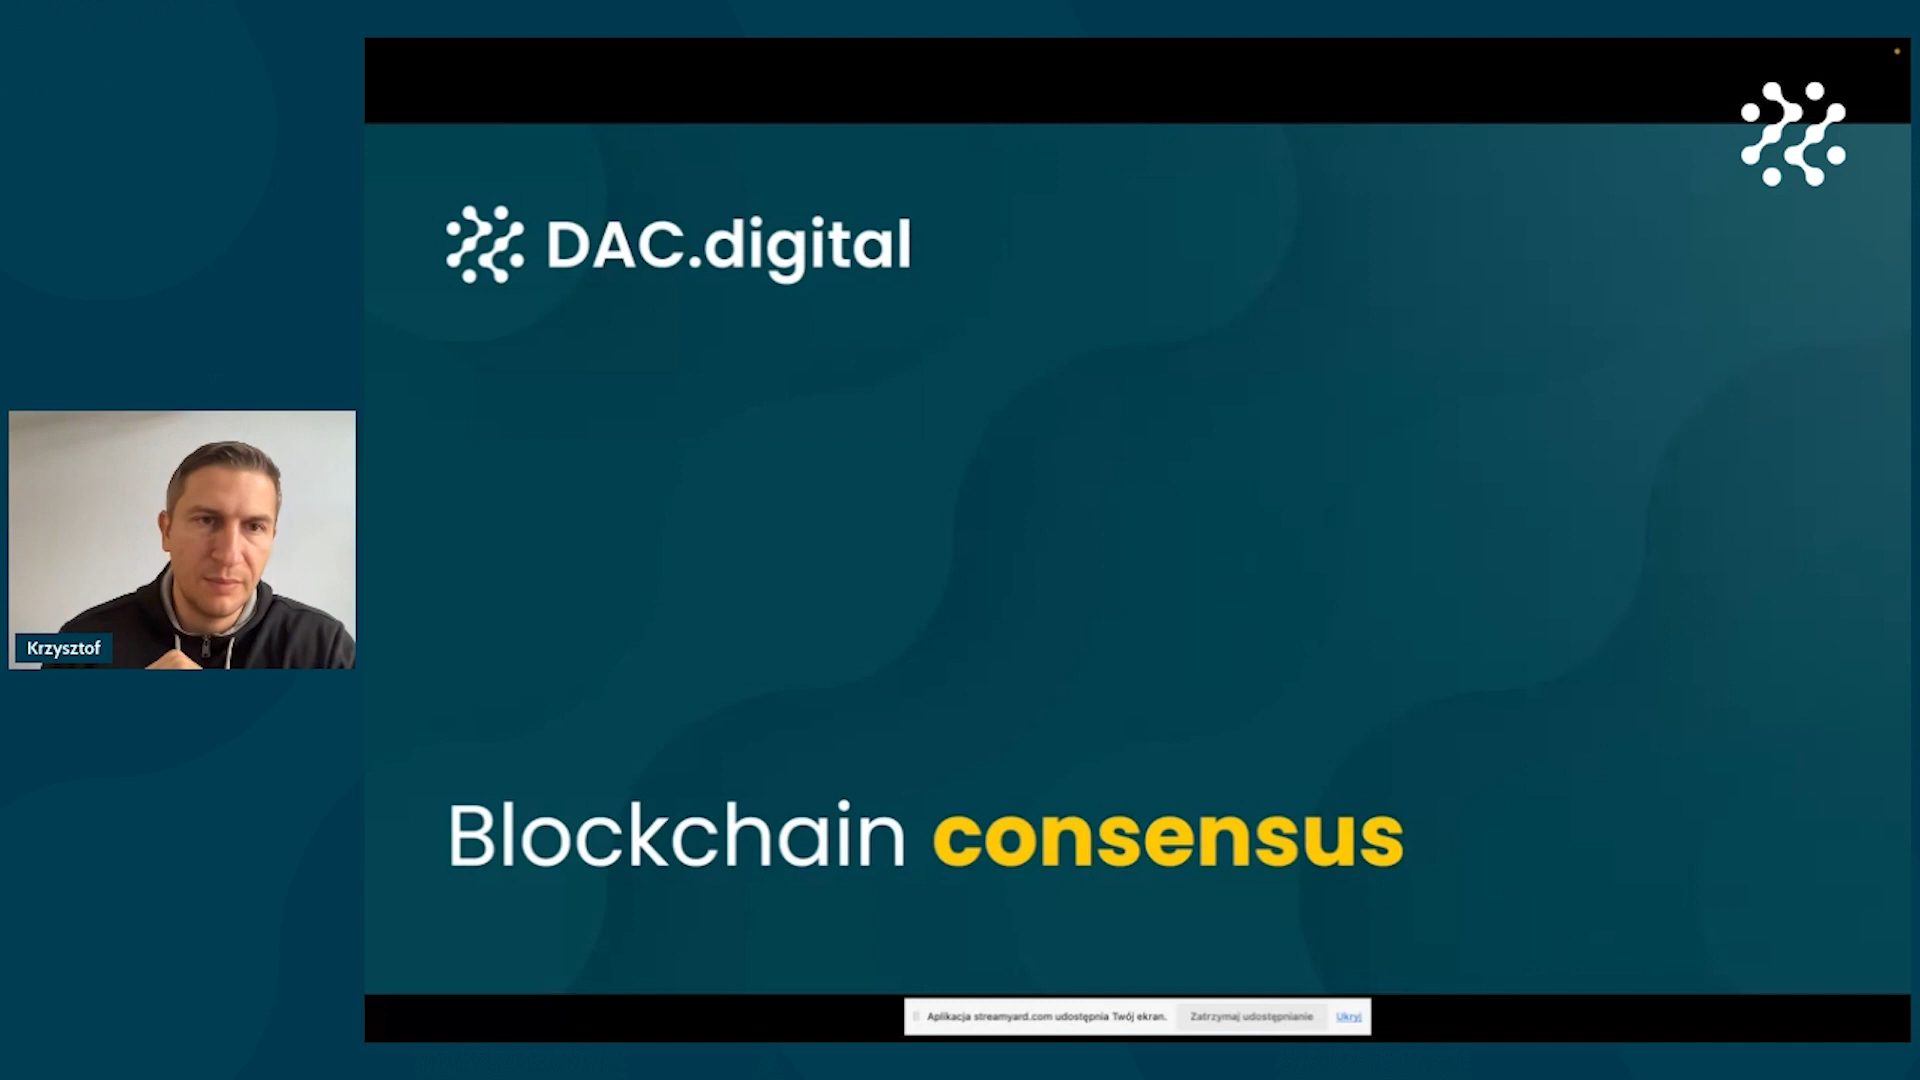 DAC.digital
Krzysztof
Blockchain consensus
Aplikacja streamyard.com udostępnia Twój ekran. Zatrzymaj udostępnianie Ukryj